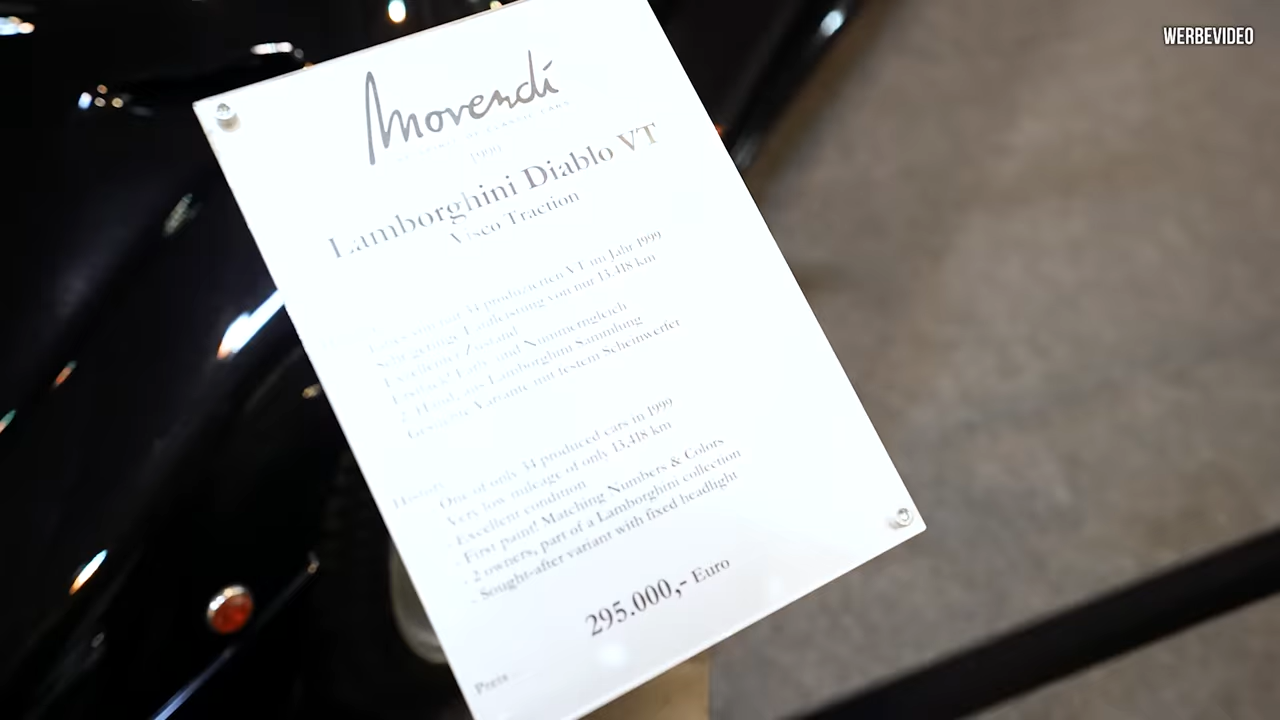 WERBEVIDEO
Movendi
1999
Lamborghini Diablo VT
Visco Traction
Eines von nur 34 produzierten VT im Jahr 1999
Sehr geringe Laufleistung von nur 13.418 km
Exzellenter Zustand
Erstlack! Farb- und Nummerngleich
2. Hand, aus Lamborghini Sammlung
Gesuchte Variante mit festem Scheinwerfer
History
One of only 34 produced cars in 1999
Very low mileage of only 13.418 km
Excellent condition
- First paint! Matching Numbers & Colors
- 2 owners, part of a Lamborghini collection
- Sought-after variant with fixed headlight
295.000,- Euro
Preis